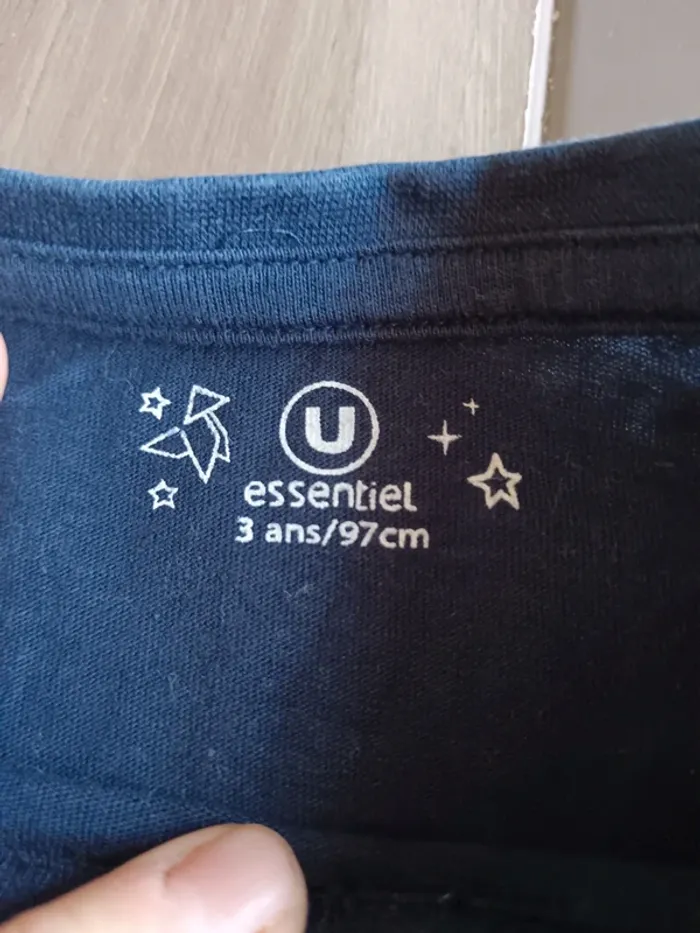 U
essentiel
3 ans/97cm